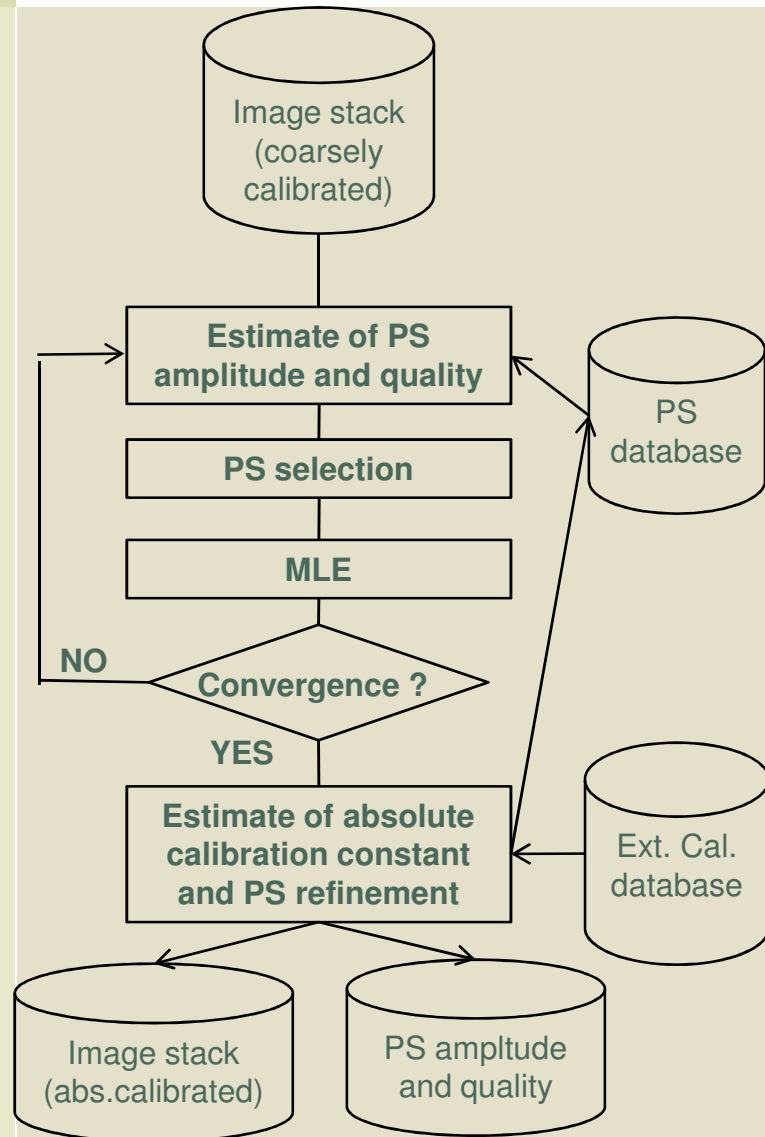 Image stack
(coarsely
calibrated)
Estimate of PS
amplitude and quality
PS
database
PS selection
MLE
NO
Convergence ?
YES
Estimate of absolute
calibration constant
and PS refinement
Ext. Cal.
database
Image stack
(abs.calibrated)
PS ampltude
and quality